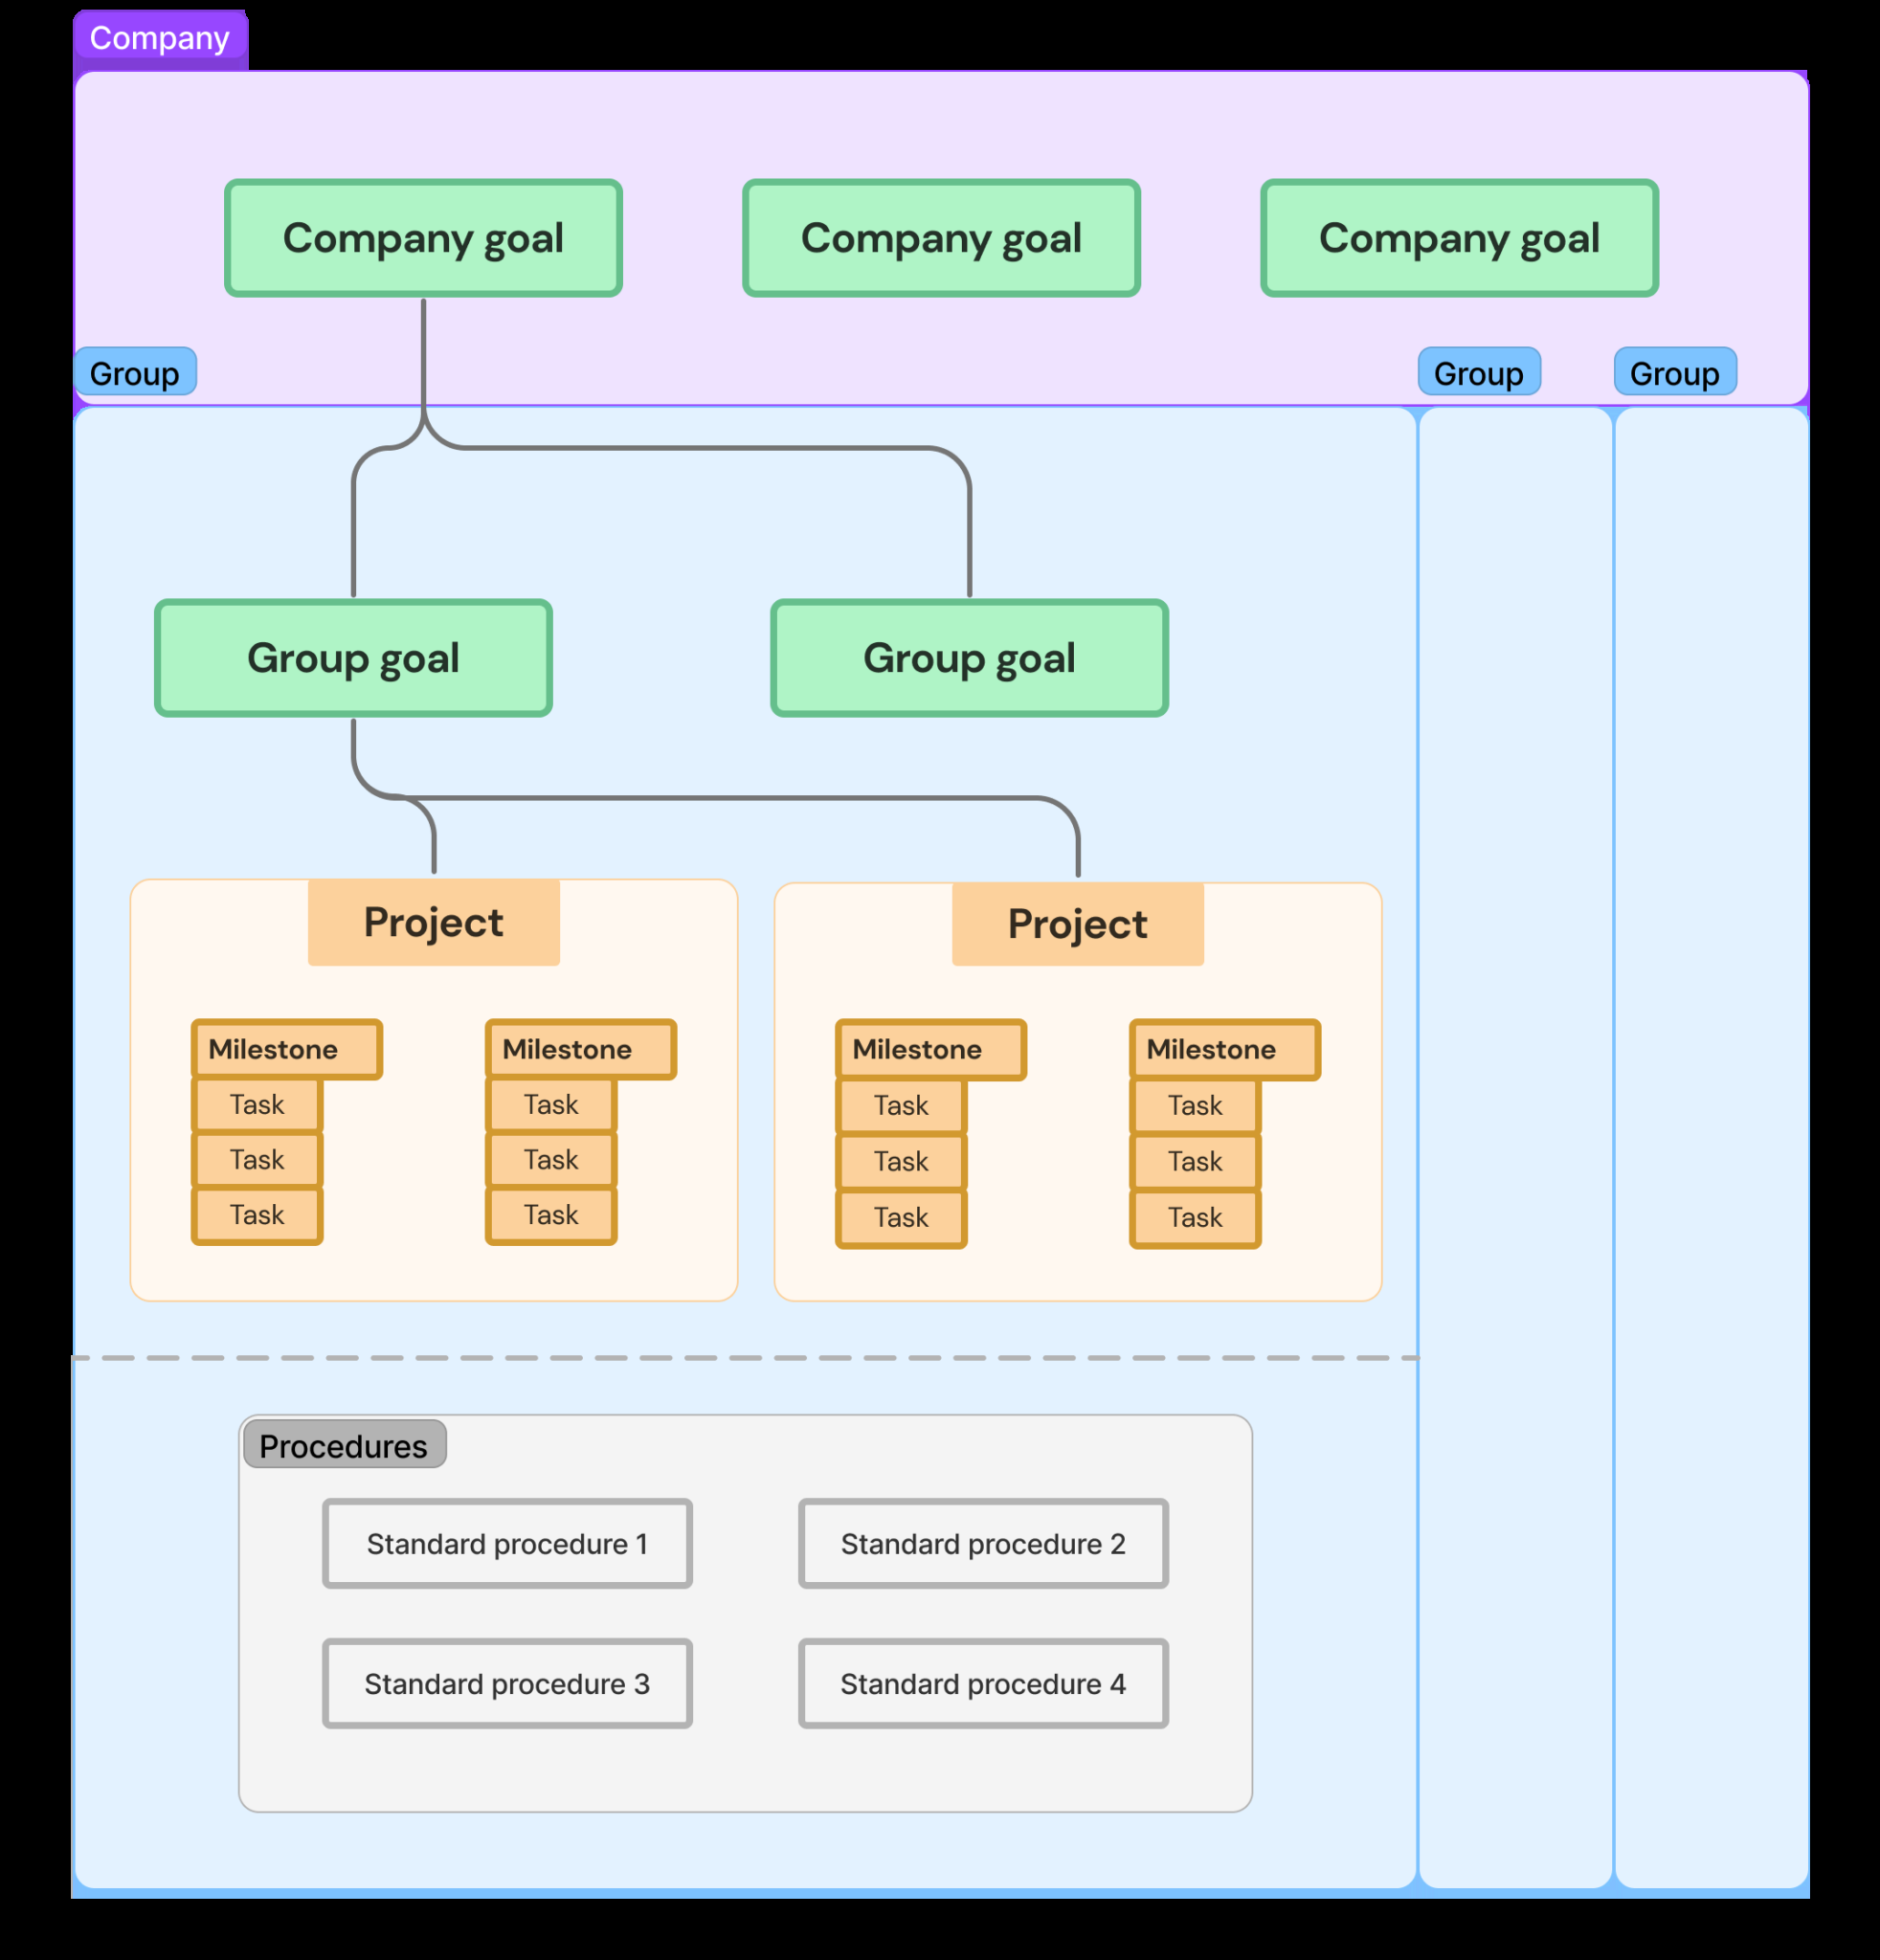 Company
Company goal
Company goal
Company goal
Group
Group
Group
Group goal
Group goal
Project
Project
Milestone
Task
Task
Task
Milestone
Task
Task
Task
Milestone
Task
Task
Task
Milestone
Task
Task
Task
Procedures
Standard procedure 1
Standard procedure 2
Standard procedure 3
Standard procedure 4